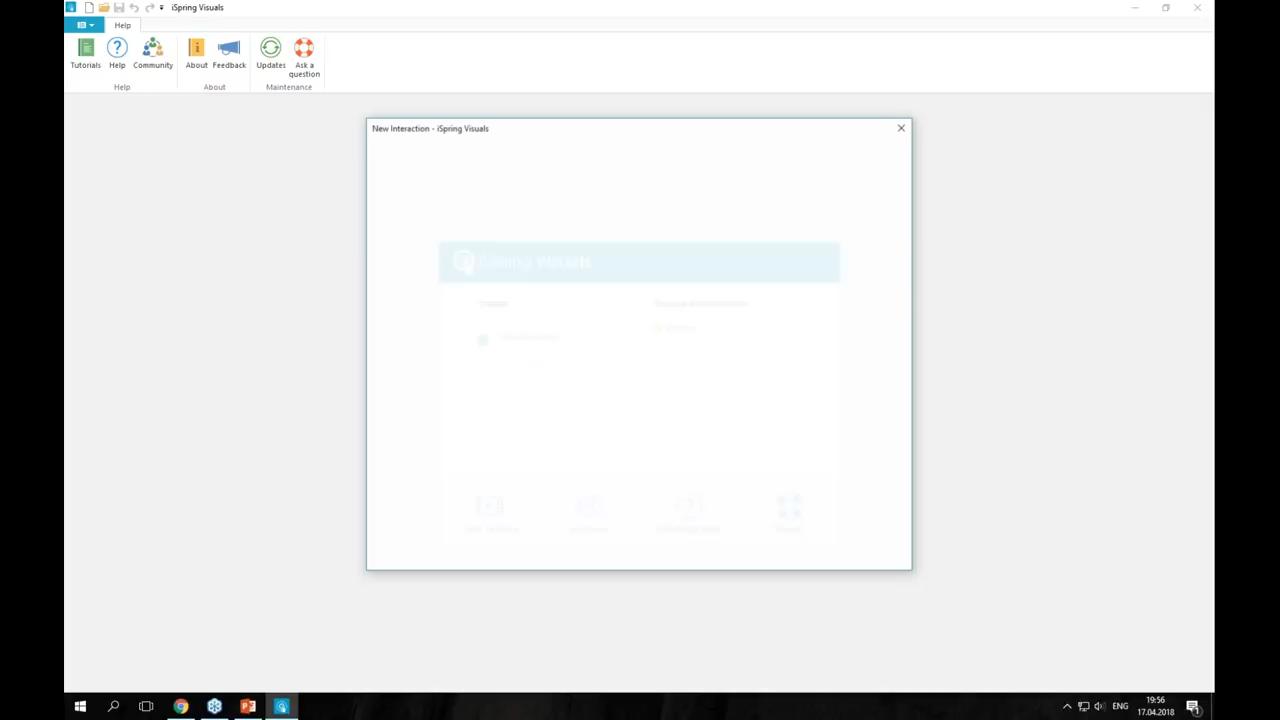 iSpring Visuals
Help
Tutorials
Help
Community
About
Feedback
Updates
Ask a
question
Help
About
Maintenance
New Interaction - iSpring Visuals
19:56
ENG
17.04.2018